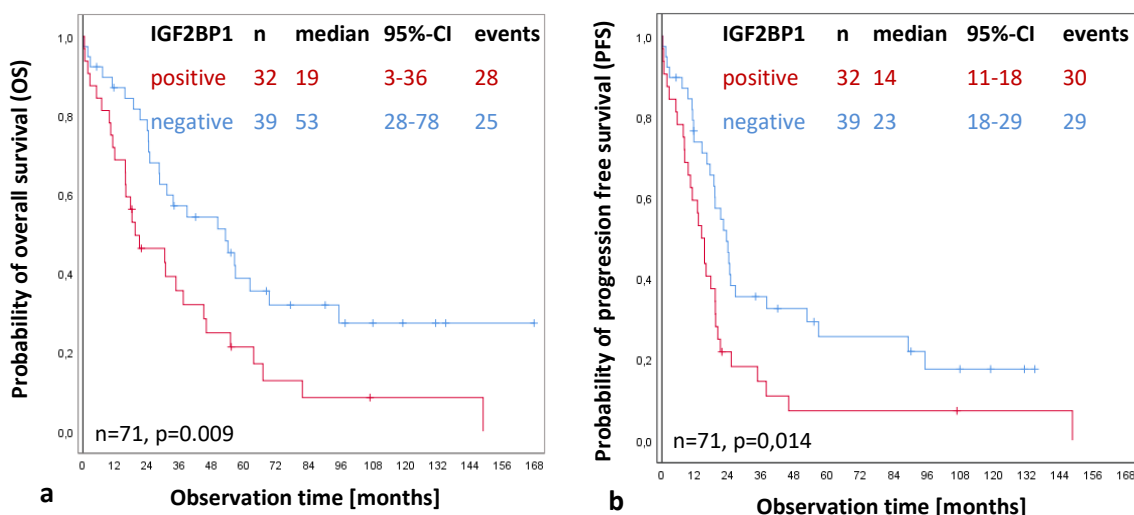 IGF2BP1 n median 95%-CI events
positive 32 19 3-36 28
negative 39 53 28-78 25
Probability of overall survival (OS)
1,0
0,8
0,6
0,4
0,2
0,0
n=71, p=0.009
0 12 24 36 48 60 72 84 96 108 120 132 144 156 168
a
Observation time [months]
IGF2BP1 n median 95%-CI events
positive 32 14 11-18 30
negative 39 23 18-29 29
Probability of progression free survival (PFS)
1,0
0,8
0,6
0,4
0,2
0,0
n=71, p=0,014
0 12 24 36 48 60 72 84 96 108 120 132 144 156 168
b
Observation time [months]